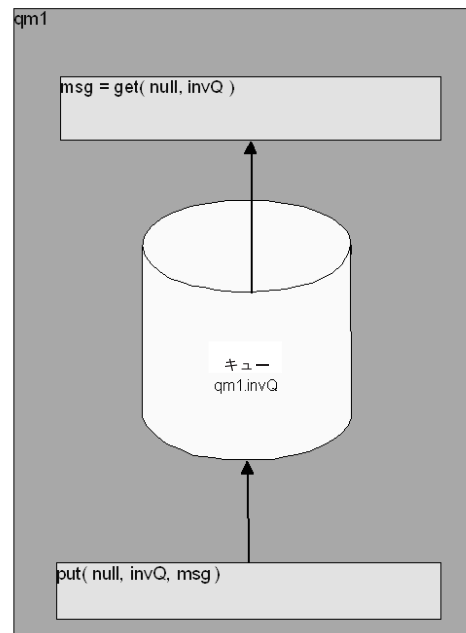 qm1
msg = get( null, invQ )
キュー
qm1.invQ
put( null, invQ, msg )